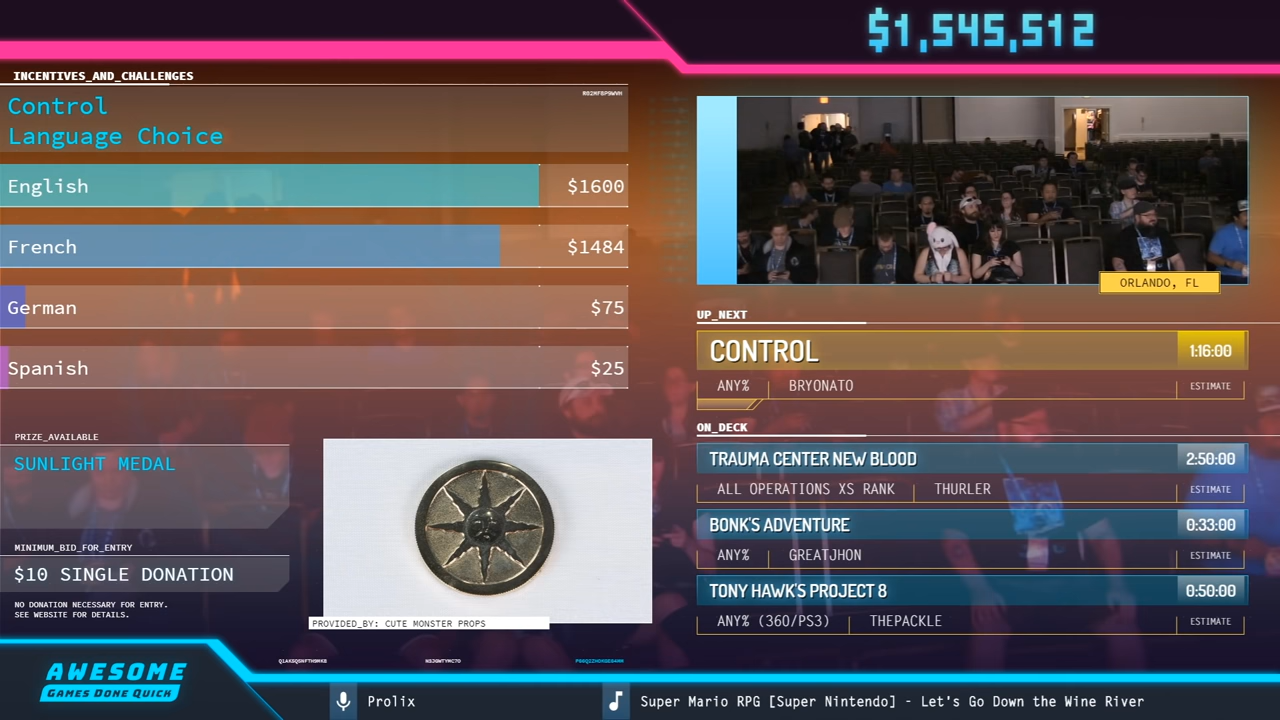 $1,545,512
INCENTIVES_AND_CHALLENGES
Control
Language Choice
English $1600
French $1484
German $75
Spanish $25
PRIZE_AVAILABLE
SUNLIGHT MEDAL
MINIMUM_BID_FOR_ENTRY
$10 SINGLE DONATION
NO DONATION NECESSARY FOR ENTRY.
SEE WEBSITE FOR DETAILS.
PROVIDED_BY: CUTE MONSTER PROPS
ORLANDO, FL
UP_NEXT
CONTROL 1:16:00
ANY% BRYONATO ESTIMATE
ON_DECK
TRAUMA CENTER NEW BLOOD 2:50:00
ALL OPERATIONS XS RANK THURLER ESTIMATE
BONK'S ADVENTURE 0:33:00
ANY% GREATJHON ESTIMATE
TONY HAWK'S PROJECT 8 0:50:00
ANY% (360/PS3) THEPACKLE ESTIMATE
AWESOME
GAMES DONE QUICK
Prolix
Super Mario RPG [Super Nintendo] - Let's Go Down the Wine River